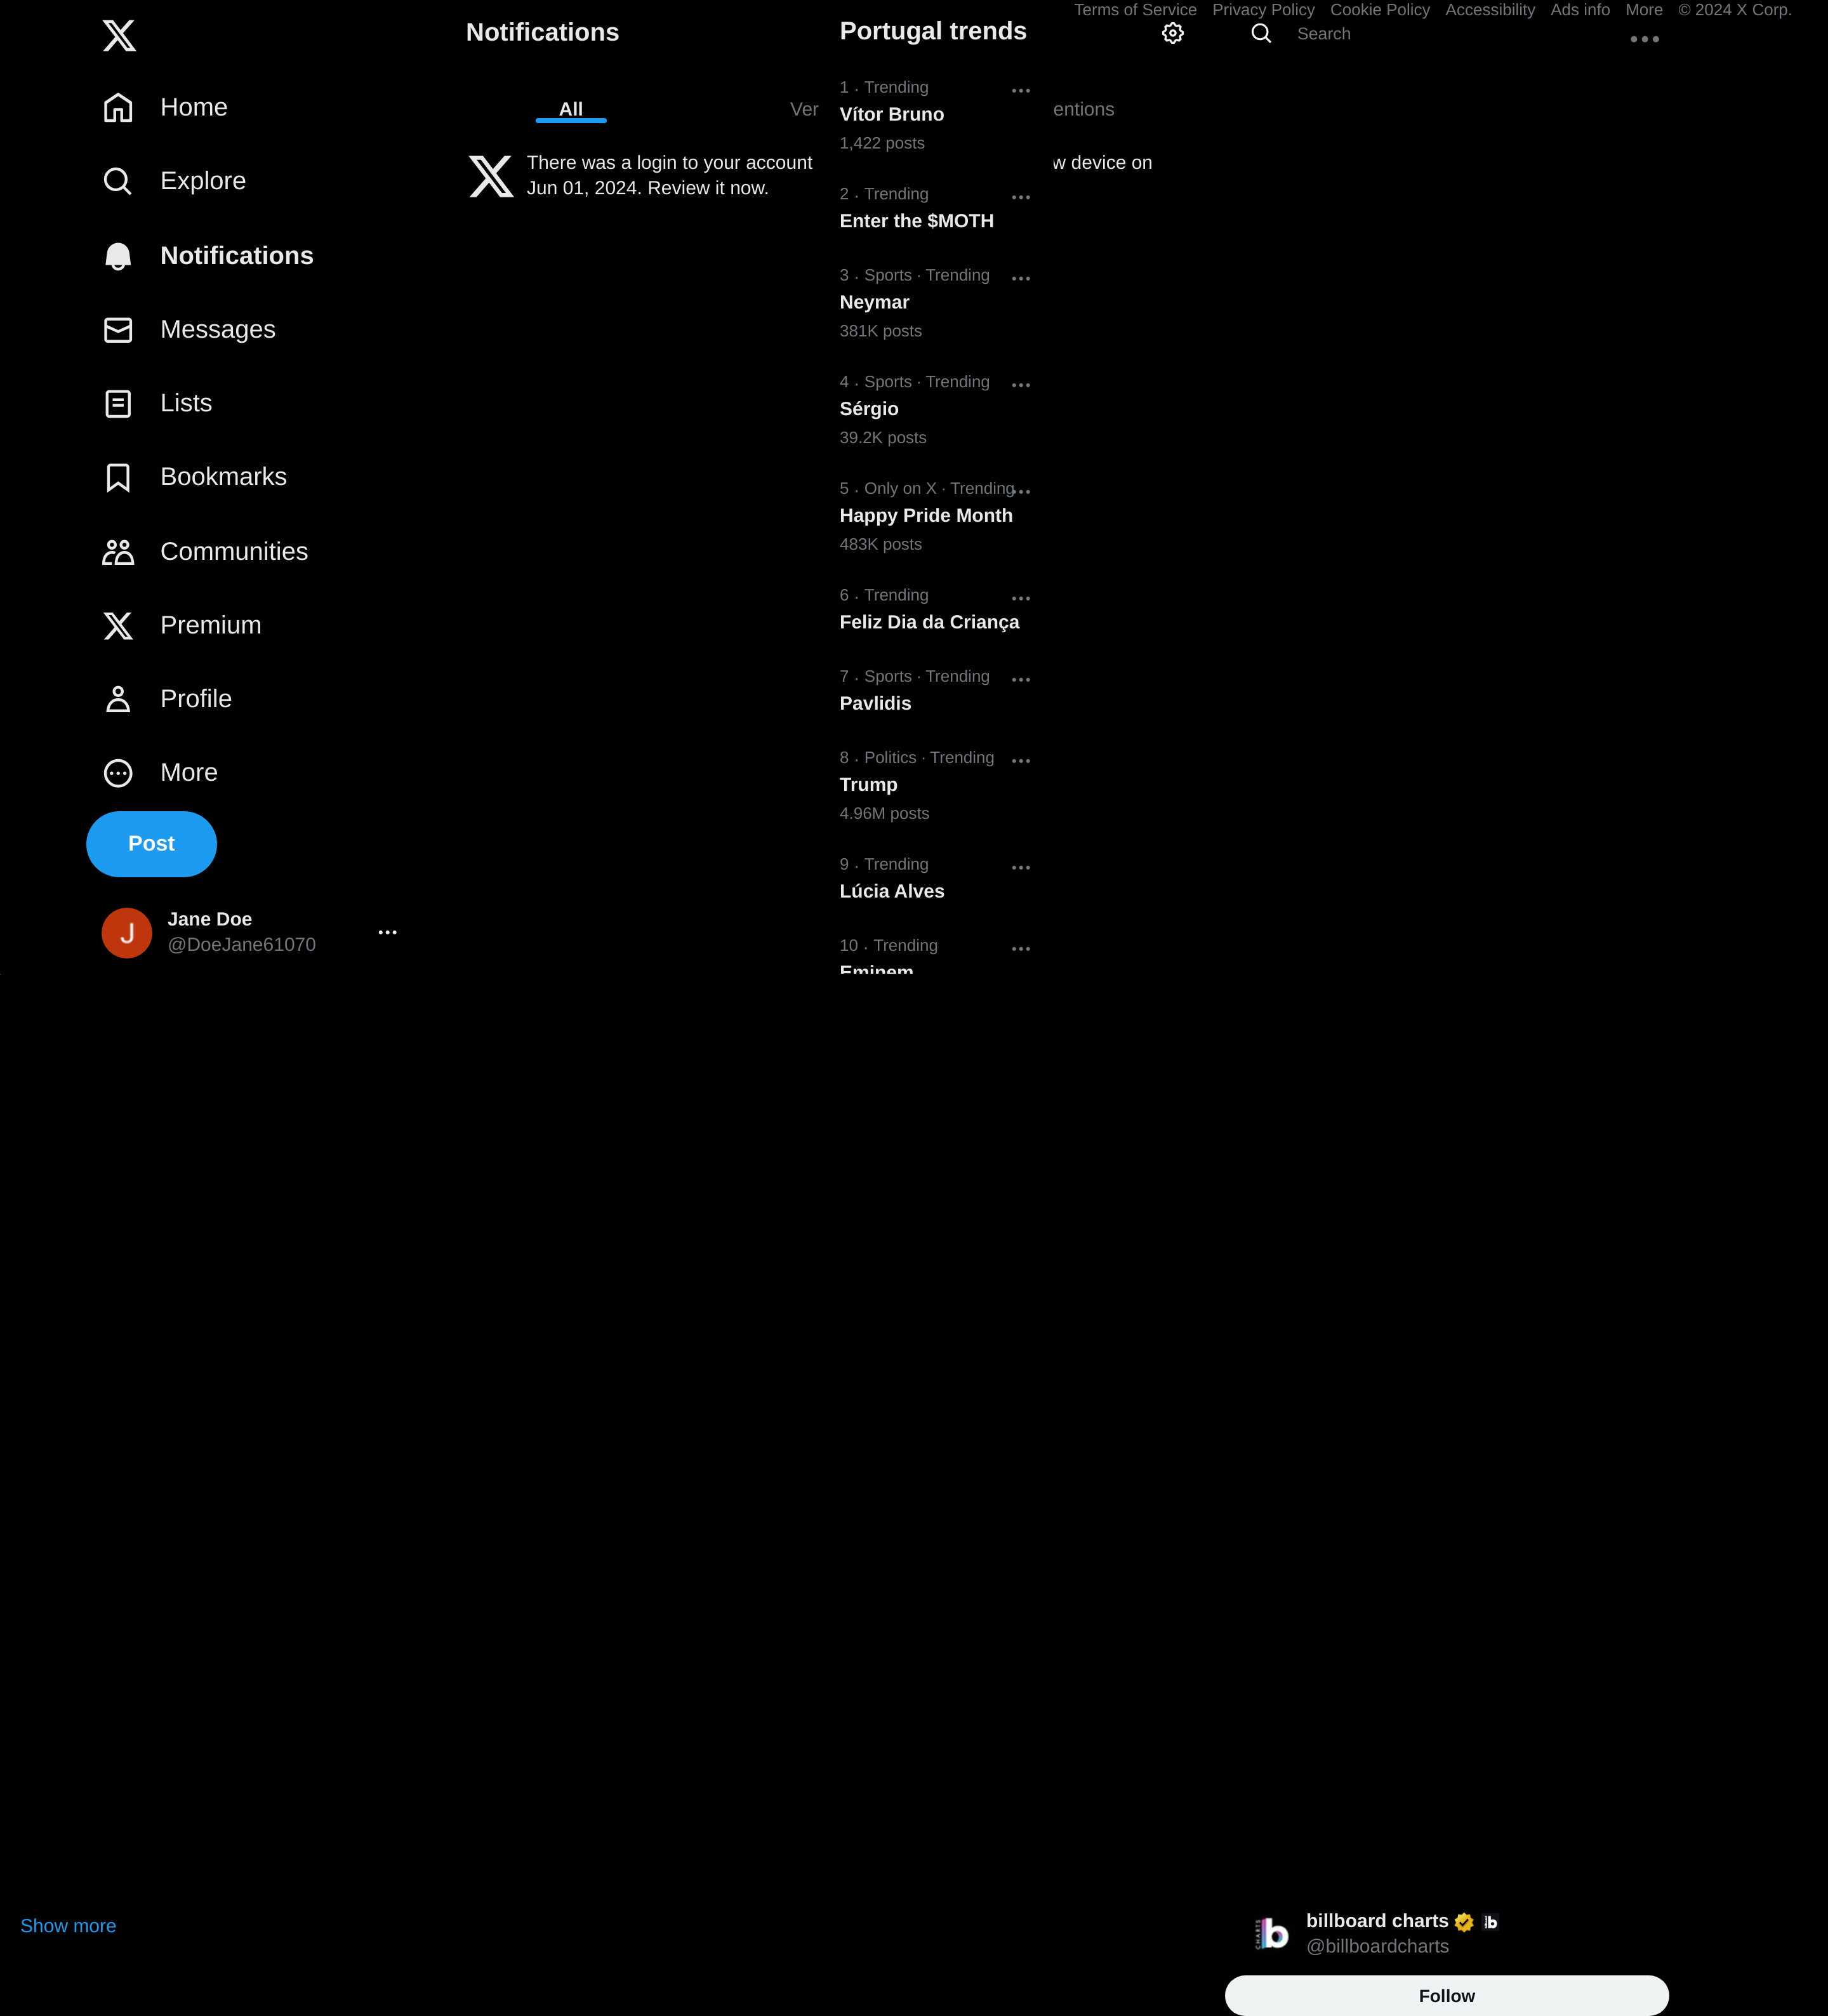 Terms of Service Privacy Policy Cookie Policy Accessibility Ads info More © 2024 X Corp.
Home
Explore
Notifications
Messages
Lists
Bookmarks
Communities
Premium
Profile
More
Post
J
Jane Doe
@DoeJane61070
Notifications
All
Ver
entions
There was a login to your account
w device on
Jun 01, 2024. Review it now.
Portugal trends
1 · Trending
Vítor Bruno
1,422 posts
2 · Trending
Enter the $MOTH
3 · Sports · Trending
Neymar
381K posts
4 · Sports · Trending
Sérgio
39.2K posts
5 · Only on X · Trending
Happy Pride Month
483K posts
6 · Trending
Feliz Dia da Criança
7 · Sports · Trending
Pavlidis
8 · Politics · Trending
Trump
4.96M posts
9 · Trending
Lúcia Alves
10 · Trending
Eminem
Search
Show more
CHARTS b
billboard charts
@billboardcharts
Follow